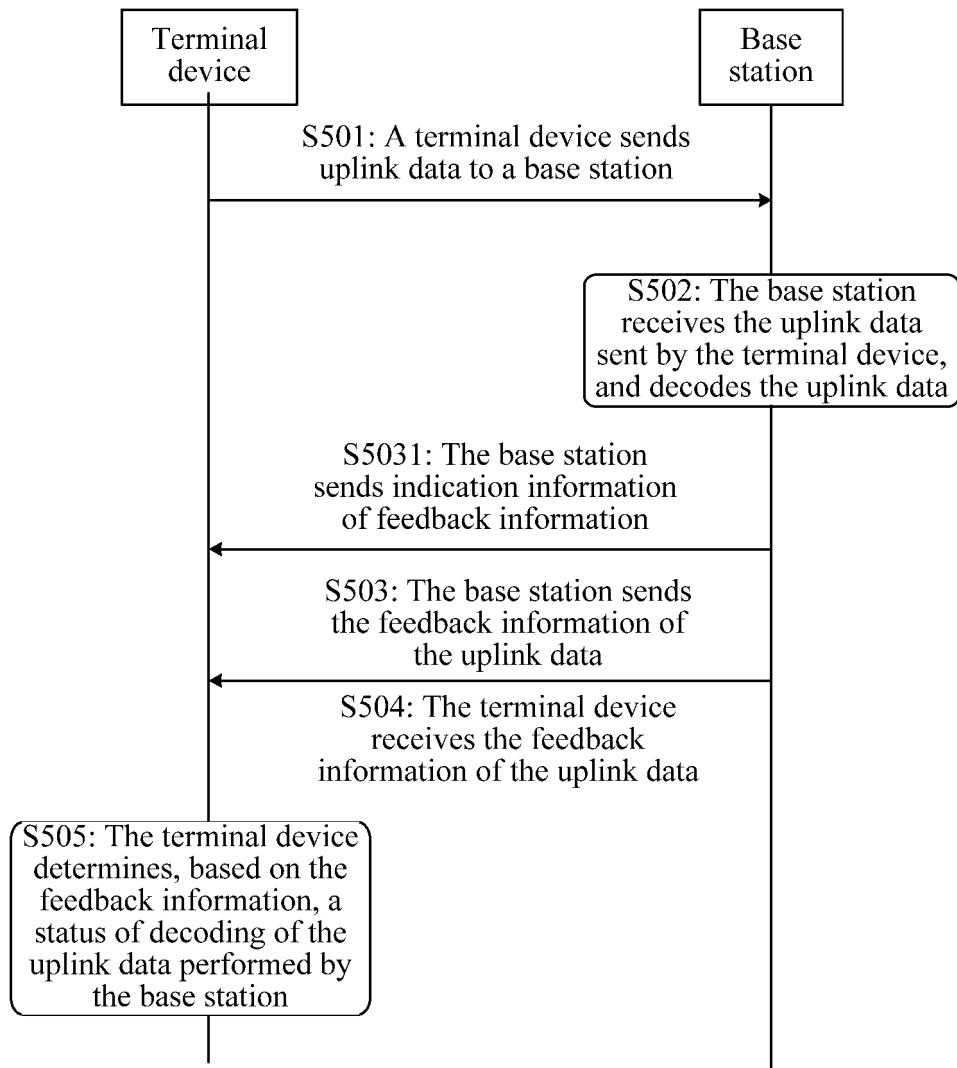 Terminal
device
Base
station
S501: A terminal device sends
uplink data to a base station
S502: The base station
receives the uplink data
sent by the terminal device,
and decodes the uplink data
S5031: The base station
sends indication information
of feedback information
S503: The base station sends
the feedback information of
the uplink data
S504: The terminal device
receives the feedback
information of the uplink data
S505: The terminal device
determines, based on the
feedback information, a
status of decoding of the
uplink data performed by
the base station